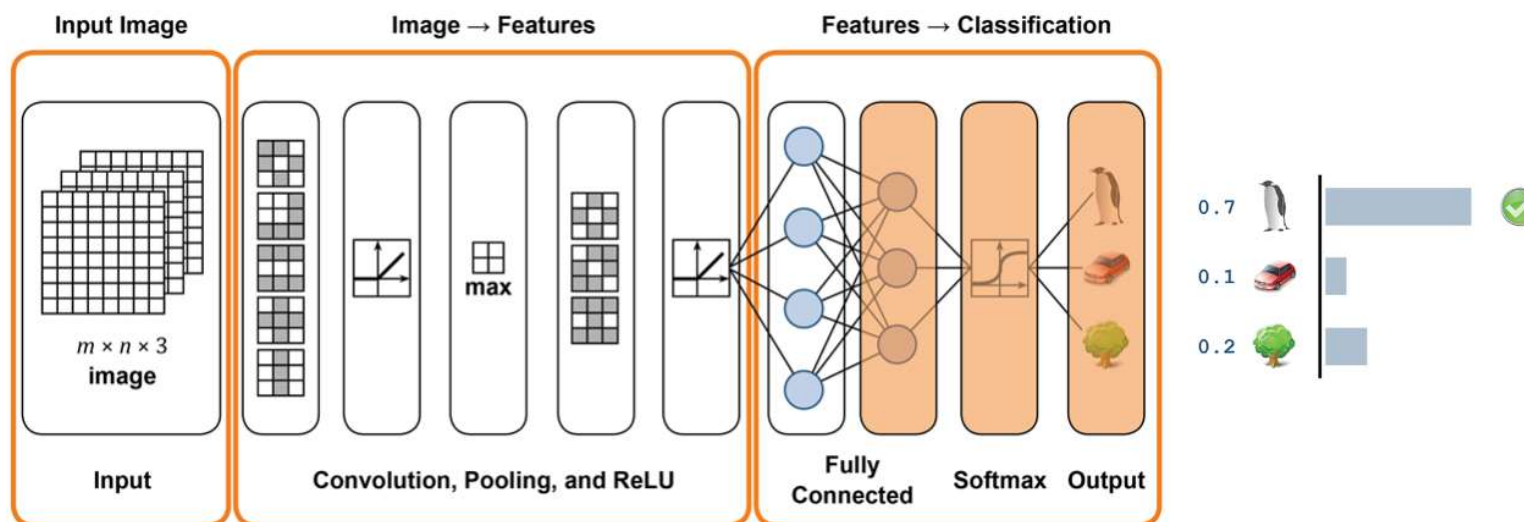 Input Image
Image → Features
Features → Classification
m × n × 3
image
max
0.7
0.1
0.2
Input
Convolution, Pooling, and ReLU
Fully
Connected
Softmax
Output